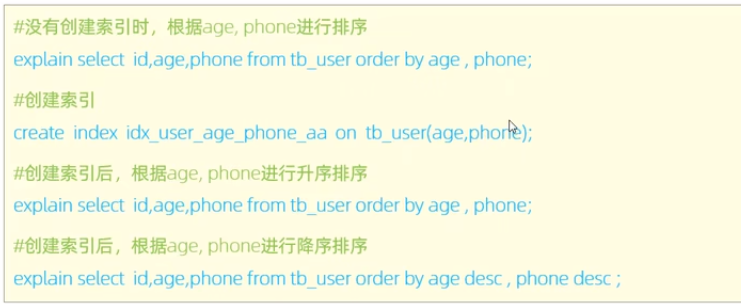 #没有创建索引时，根据age, phone进行排序
explain select  id,age,phone from tb_user order by age , phone;
#创建索引
create  index  idx_user_age_phone_aa  on  tb_user(age,phone);
#创建索引后，根据age, phone进行升序排序
explain select  id,age,phone from tb_user order by age , phone;
#创建索引后，根据age, phone进行降序排序
explain select  id,age,phone from tb_user order by age desc , phone desc ;